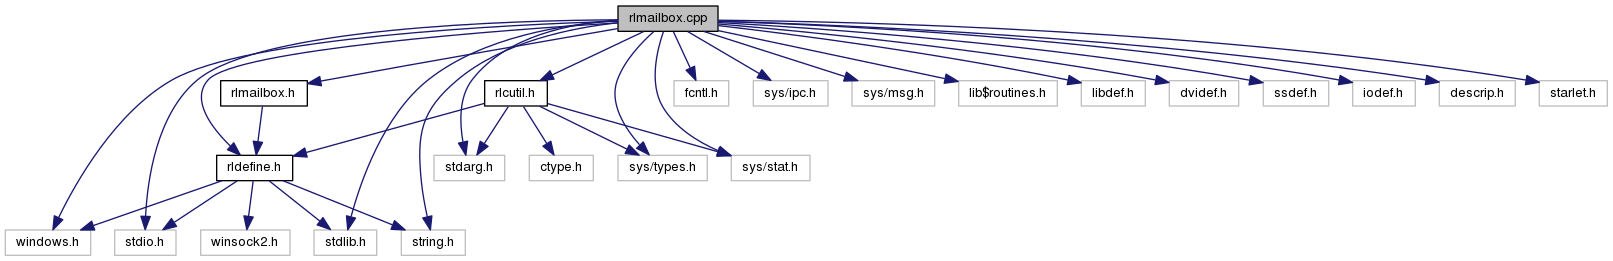 rlmailbox.cpp
rlmailbox.h
rlcutil.h
fcntl.h
sys/ipc.h
sys/msg.h
lib$routines.h
libdef.h
dvidef.h
ssdef.h
iodef.h
descrip.h
starlet.h
rldefine.h
stdarg.h
ctype.h
sys/types.h
sys/stat.h
windows.h
stdio.h
winsock2.h
stdlib.h
string.h